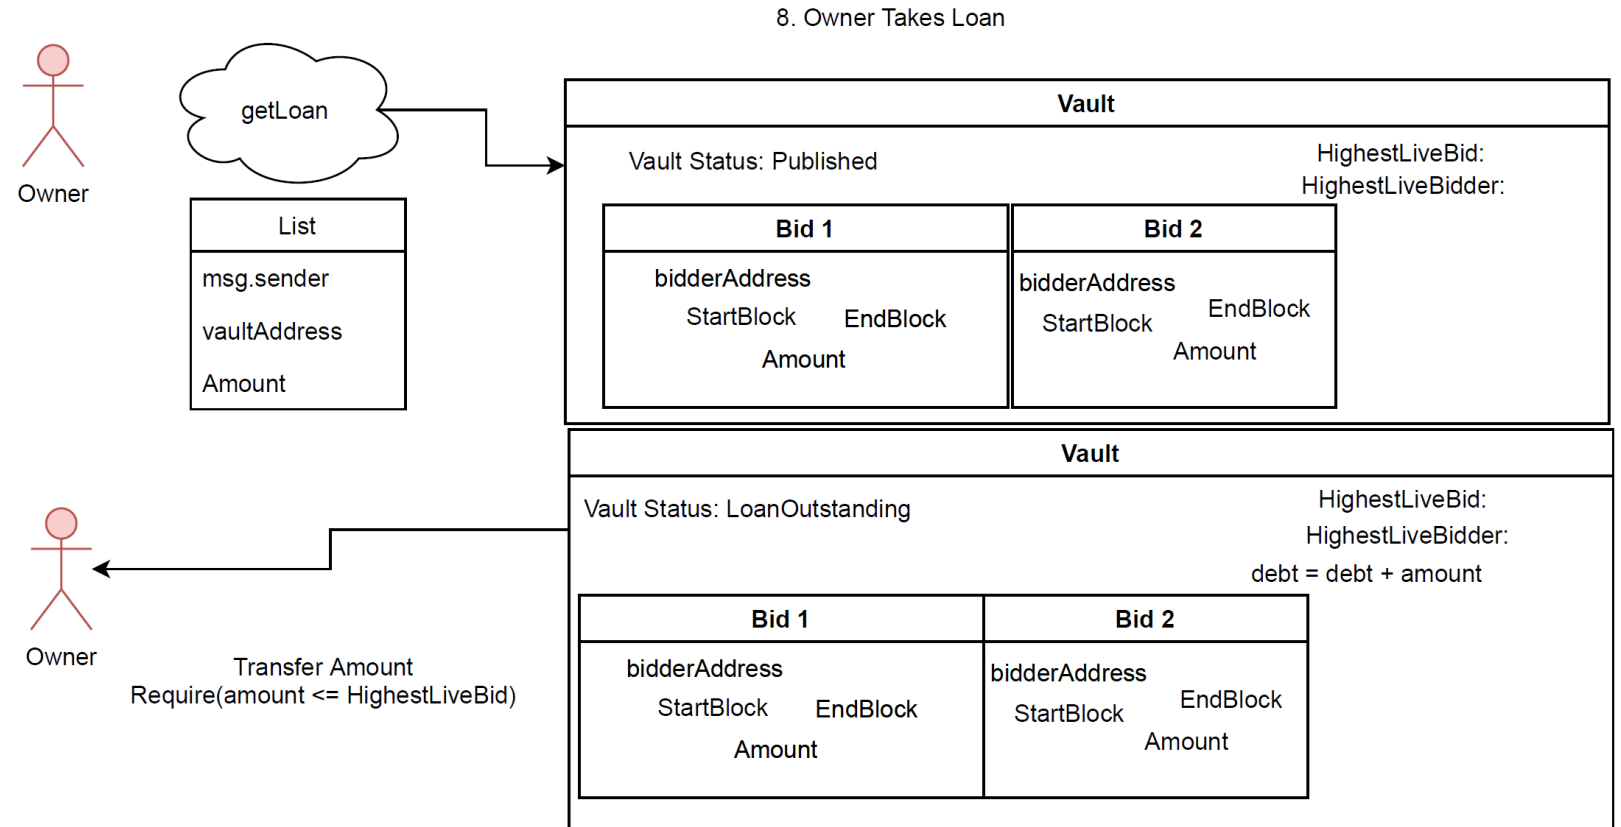 8. Owner Takes Loan
getLoan
Owner
List
msg.sender
vaultAddress
Amount
Vault
Vault Status: Published
HighestLiveBid:
HighestLiveBidder:
Bid 1
bidderAddress
StartBlock
EndBlock
Amount
Bid 2
bidderAddress
StartBlock
EndBlock
Amount
Vault
Vault Status: LoanOutstanding
HighestLiveBid:
HighestLiveBidder:
debt = debt + amount
Bid 1
bidderAddress
StartBlock
EndBlock
Amount
Bid 2
bidderAddress
StartBlock
EndBlock
Amount
Owner
Transfer Amount
Require(amount <= HighestLiveBid)